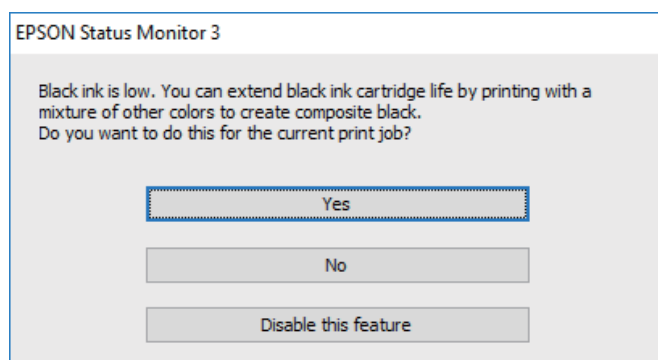 EPSON Status Monitor 3
Black ink is low. You can extend black ink cartridge life by printing with a
mixture of other colors to create composite black.
Do you want to do this for the current print job?
Yes
No
Disable this feature